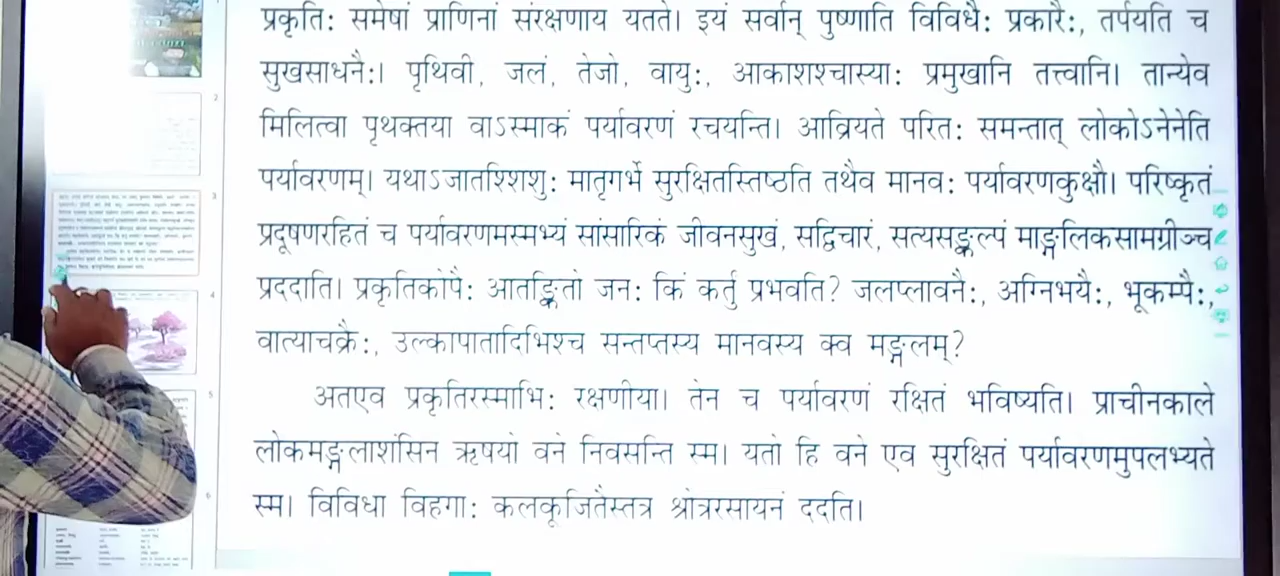 प्रकृतिः समेषां प्राणिनां संरक्षणाय यतते। इयं सर्वान् पुष्णाति विविधैः प्रकारैः, तर्पयति च
सुखसाधनैः। पृथिवी, जलं, तेजो, वायुः, आकाशश्चास्याः प्रमुखानि तत्त्वानि। तान्येव
मिलित्वा पृथक्तया वाऽस्माकं पर्यावरणं रचयन्ति। आव्रियते परितः समन्तात् लोकोऽनेनेति
पर्यावरणम्। यथाऽजातश्शिशुः मातृगर्भे सुरक्षितस्तिष्ठति तथैव मानवः पर्यावरणकुक्षौ। परिष्कृतं
प्रदूषणरहितं च पर्यावरणमस्मभ्यं सांसारिकं जीवनसुखं, सद्विचारं, सत्यसङ्कल्पं माङ्गलिकसामग्रीञ्च
प्रददाति। प्रकृतिकोपैः आतङ्कितो जनः किं कर्तुं प्रभवति? जलप्लावनैः, अग्निभयैः, भूकम्पैः,
वात्याचक्रैः, उल्कापातादिभिश्च सन्तप्तस्य मानवस्य क्व मङ्गलम्?
अतएव प्रकृतिरस्माभिः रक्षणीया। तेन च पर्यावरणं रक्षितं भविष्यति। प्राचीनकाले
लोकमङ्गलाशंसिन ऋषयो वने निवसन्ति स्म। यतो हि वने एव सुरक्षितं पर्यावरणमुपलभ्यते
स्म। विविधा विहगाः कलकूजितैस्तत्र श्रोत्ररसायनं ददति।
2
3
4
5
6